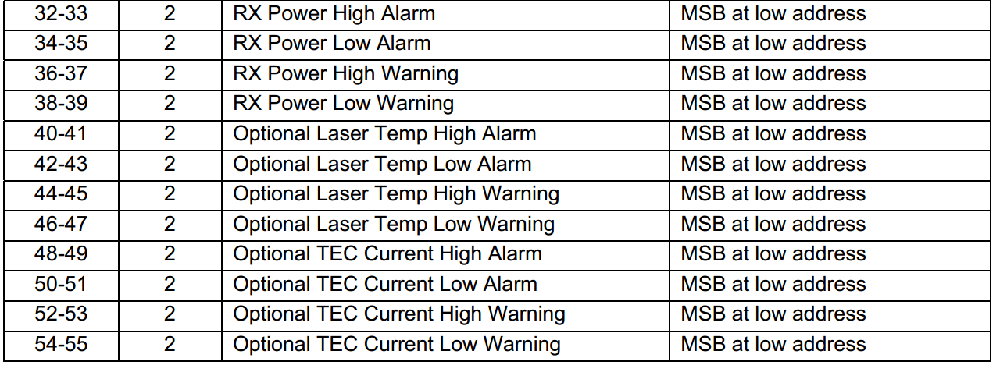 32-33 2 RX Power High Alarm MSB at low address
34-35 2 RX Power Low Alarm MSB at low address
36-37 2 RX Power High Warning MSB at low address
38-39 2 RX Power Low Warning MSB at low address
40-41 2 Optional Laser Temp High Alarm MSB at low address
42-43 2 Optional Laser Temp Low Alarm MSB at low address
44-45 2 Optional Laser Temp High Warning MSB at low address
46-47 2 Optional Laser Temp Low Warning MSB at low address
48-49 2 Optional TEC Current High Alarm MSB at low address
50-51 2 Optional TEC Current Low Alarm MSB at low address
52-53 2 Optional TEC Current High Warning MSB at low address
54-55 2 Optional TEC Current Low Warning MSB at low address